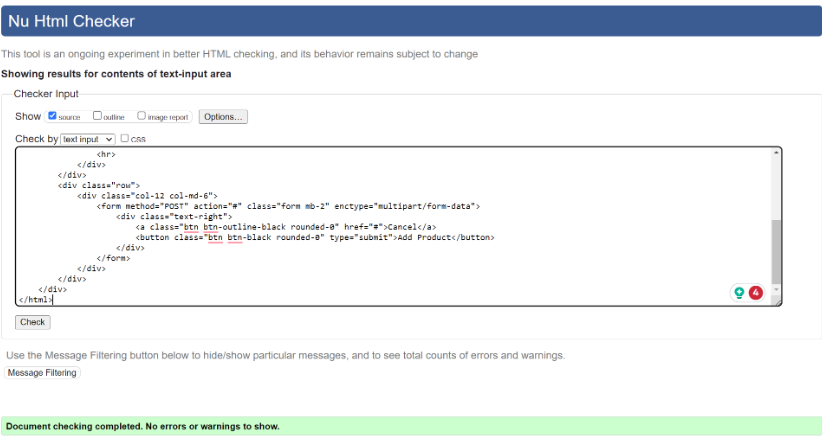 Nu Html Checker
This tool is an ongoing experiment in better HTML checking, and its behavior remains subject to change
Showing results for contents of text-input area
Checker Input
Show source outline image report Options...
Check by text input css
<hr>
</div>
</div>
<div class="row">
<div class="col-12 col-md-6">
<form method="POST" action="#" class="form mb-2" enctype="multipart/form-data">
<div class="text-right">
<a class="btn btn-outline-black rounded-0" href="#">Cancel</a>
<button class="btn btn-black rounded-0" type="submit">Add Product</button>
</div>
</form>
</div>
</div>
</div>
</html>
4
Check
Use the Message Filtering button below to hide/show particular messages, and to see total counts of errors and warnings.
Message Filtering
Document checking completed. No errors or warnings to show.